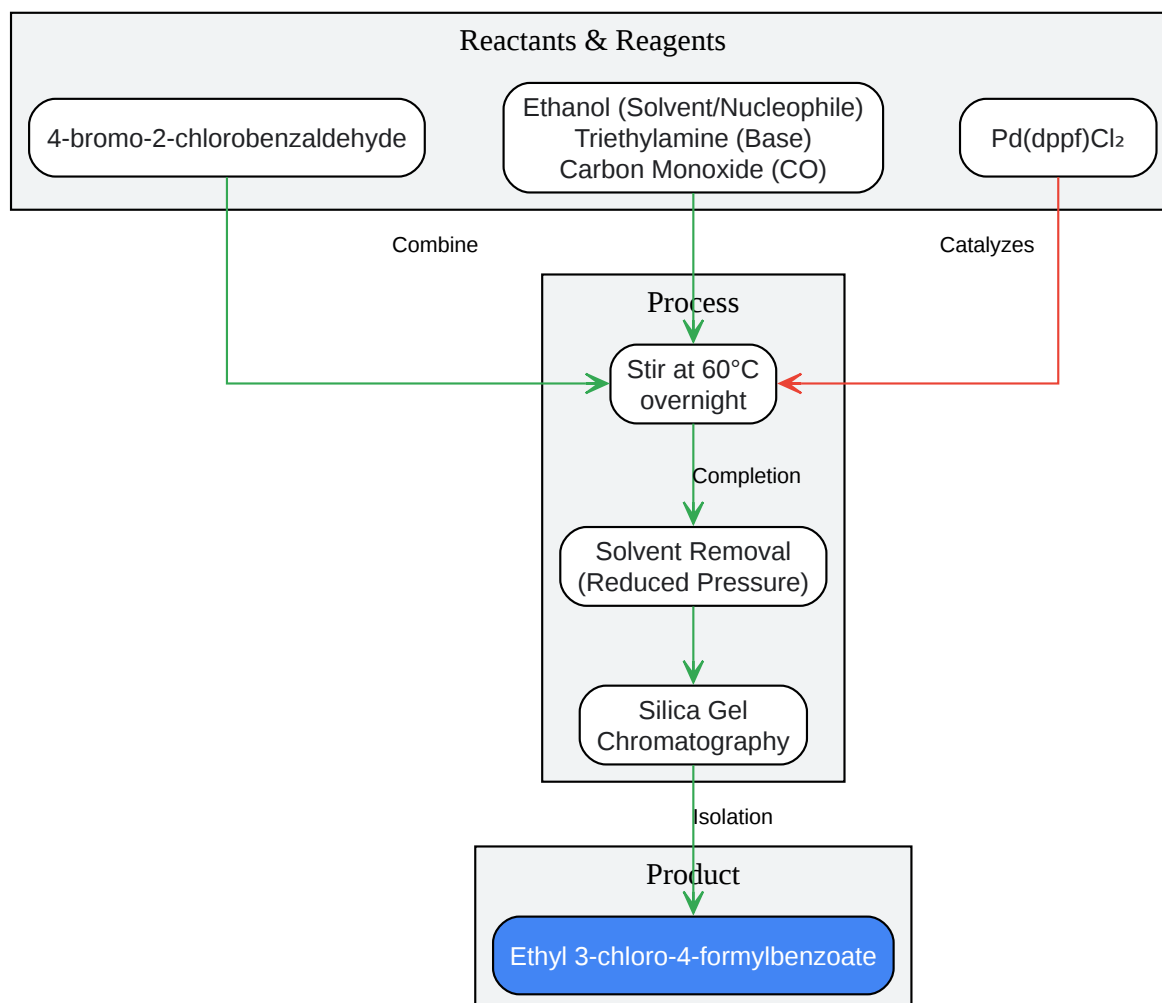 Reactants & Reagents
4-bromo-2-chlorobenzaldehyde
Ethanol (Solvent/Nucleophile)
Triethylamine (Base)
Carbon Monoxide (CO)
Pd(dppf)Cl₂
Combine
Catalyzes
Process
Stir at 60°C
overnight
Completion
Solvent Removal
(Reduced Pressure)
Silica Gel
Chromatography
Isolation
Product
Ethyl 3-chloro-4-formylbenzoate